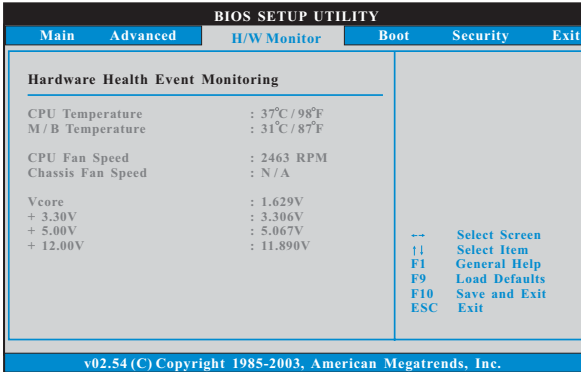 BIOS SETUP UTILITY
Main Advanced H/W Monitor Boot Security Exit
Hardware Health Event Monitoring
CPU Temperature : 37°C / 98°F
M / B Temperature : 31°C / 87°F
CPU Fan Speed : 2463 RPM
Chassis Fan Speed : N / A
Vcore : 1.629V
+ 3.30V : 3.306V
+ 5.00V : 5.067V
+ 12.00V : 11.890V
←→ Select Screen
↑↓ Select Item
F1 General Help
F9 Load Defaults
F10 Save and Exit
ESC Exit
v02.54 (C) Copyright 1985-2003, American Megatrends, Inc.